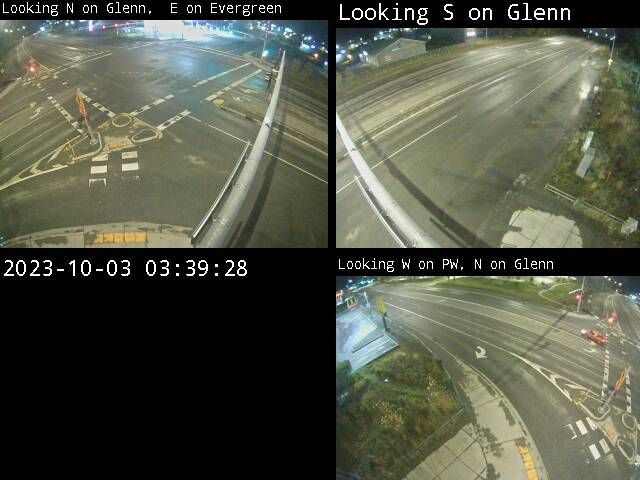 Looking N on Glenn,  E on Evergreen
Looking S on Glenn
2023-10-03 03:39:28
Looking W on PW, N on Glenn